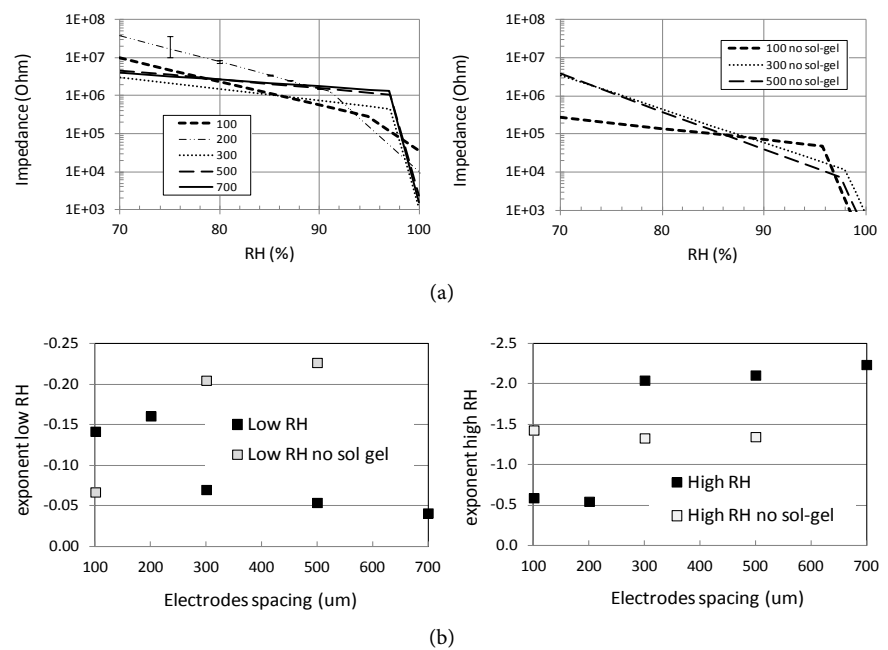 1E+08
1E+07
1E+06
1E+05
1E+04
1E+03
Impedance (Ohm)
100
200
300
500
700
70 80 90 100
RH (%)
1E+08
1E+07
1E+06
1E+05
1E+04
1E+03
Impedance (Ohm)
100 no sol-gel
300 no sol-gel
500 no sol-gel
70 80 90 100
RH (%)
(a)
-0.25
-0.20
-0.15
-0.10
-0.05
0.00
exponent low RH
Low RH
Low RH no sol gel
100 200 300 400 500 600 700
Electrodes spacing (um)
-2.5
-2.0
-1.5
-1.0
-0.5
0.0
exponent high RH
High RH
High RH no sol-gel
100 200 300 400 500 600 700
Electrodes spacing (um)
(b)